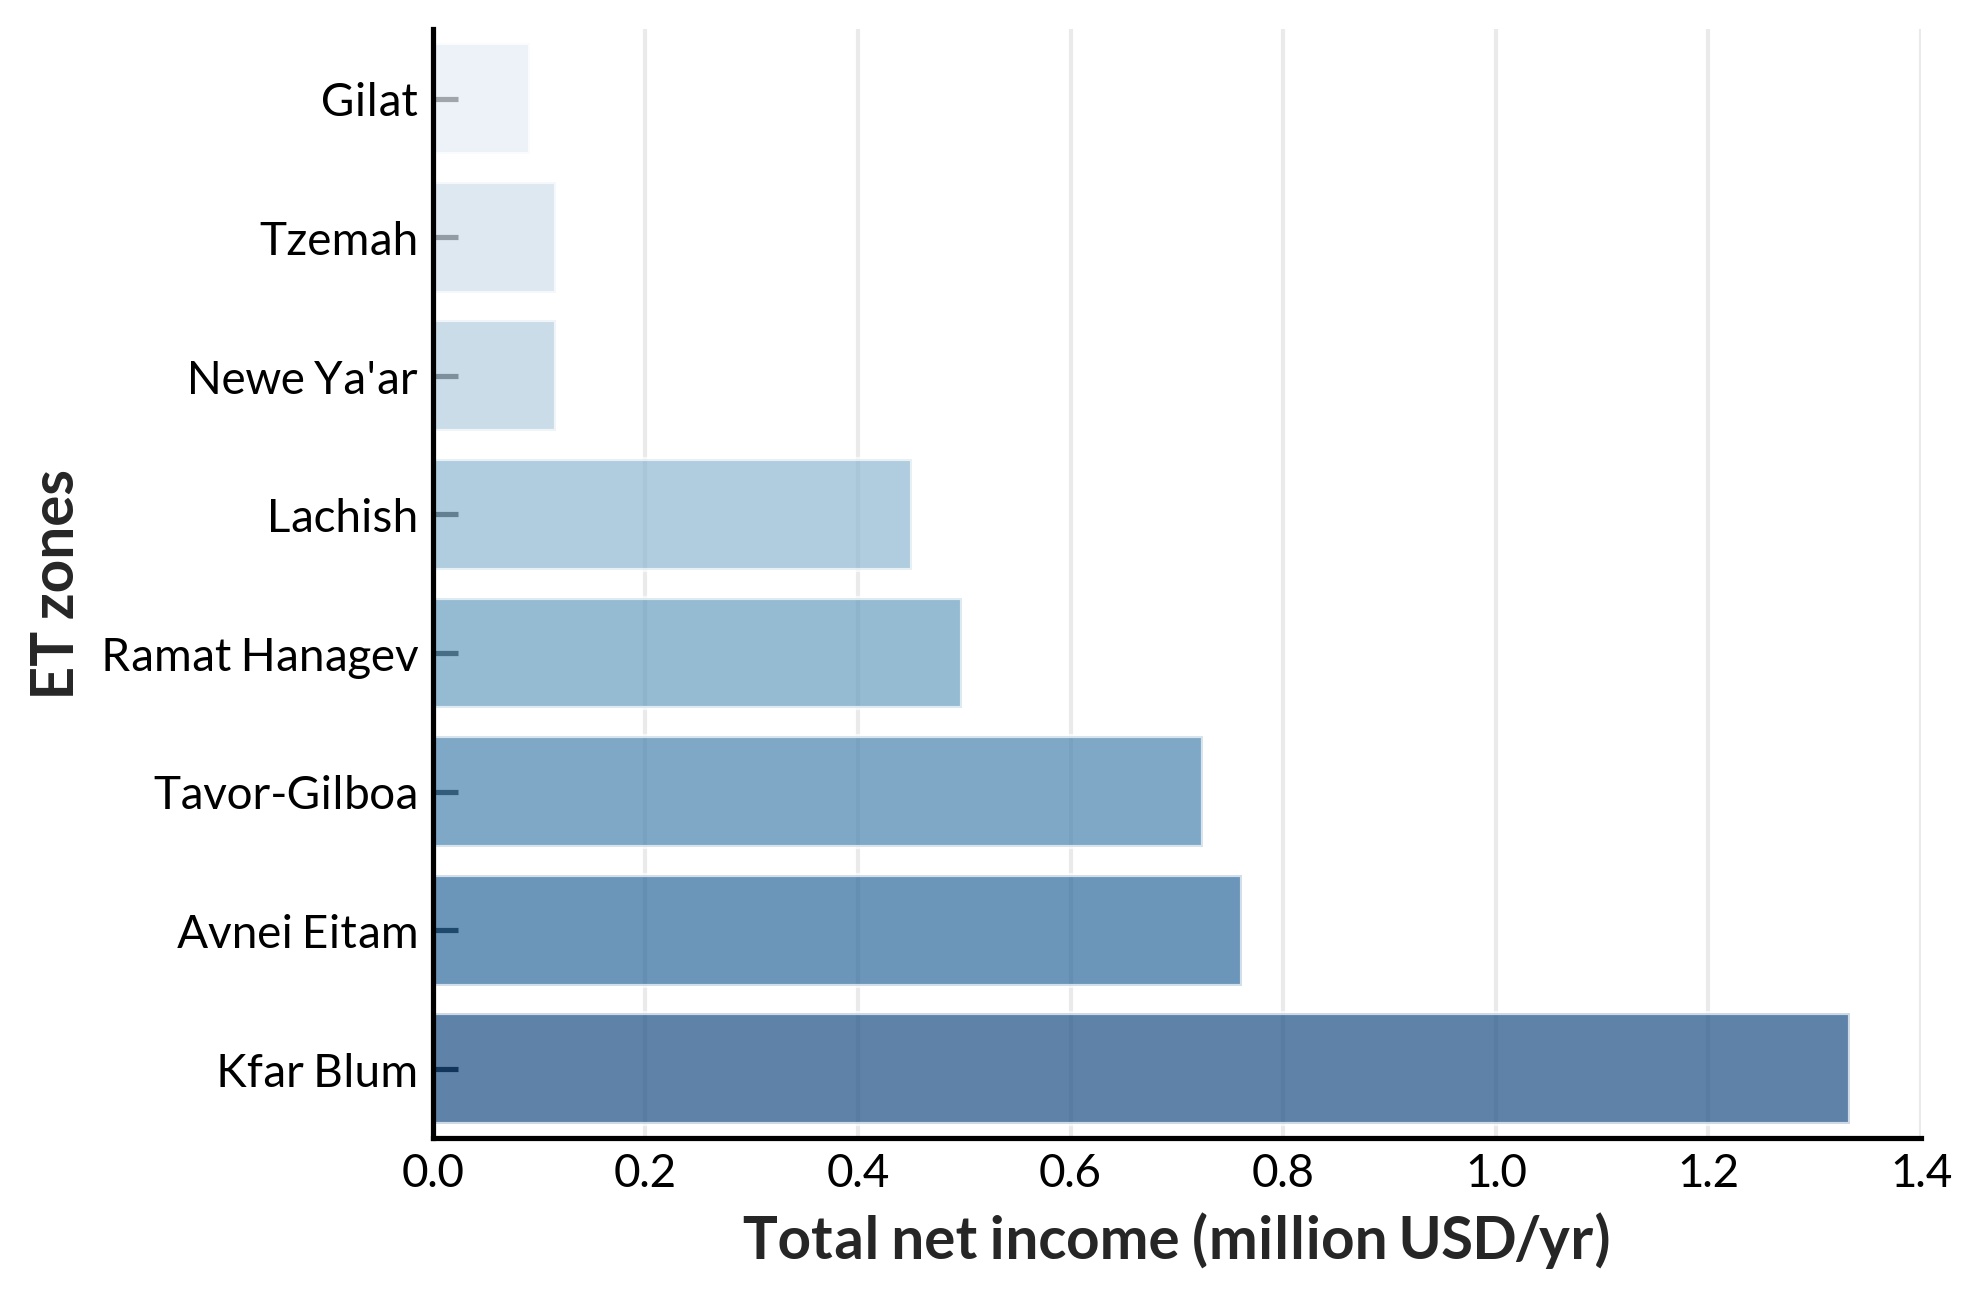 Gilat
Tzemah
Newe Ya'ar
Lachish
Ramat Hanagev
Tavor-Gilboa
Avnei Eitam
Kfar Blum
ET zones
0.0 0.2 0.4 0.6 0.8 1.0 1.2 1.4
Total net income (million USD/yr)